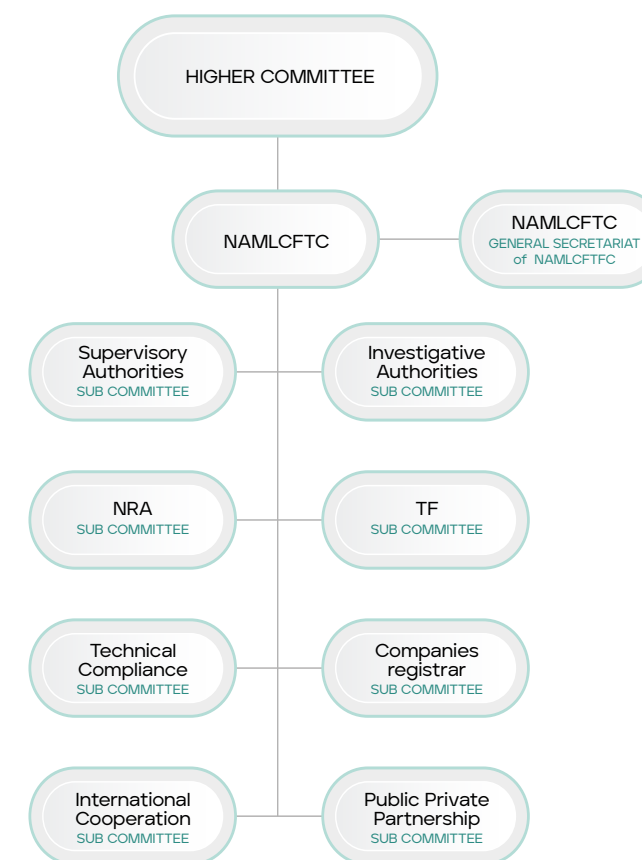 HIGHER COMMITTEE
NAMLCFTC
NAMLCFTC
GENERAL SECRETARIAT
of NAMLCFTFC
Supervisory
Authorities
SUB COMMITTEE
Investigative
Authorities
SUB COMMITTEE
NRA
SUB COMMITTEE
TF
SUB COMMITTEE
Technical
Compliance
SUB COMMITTEE
Companies
registrar
SUB COMMITTEE
International
Cooperation
SUB COMMITTEE
Public Private
Partnership
SUB COMMITTEE